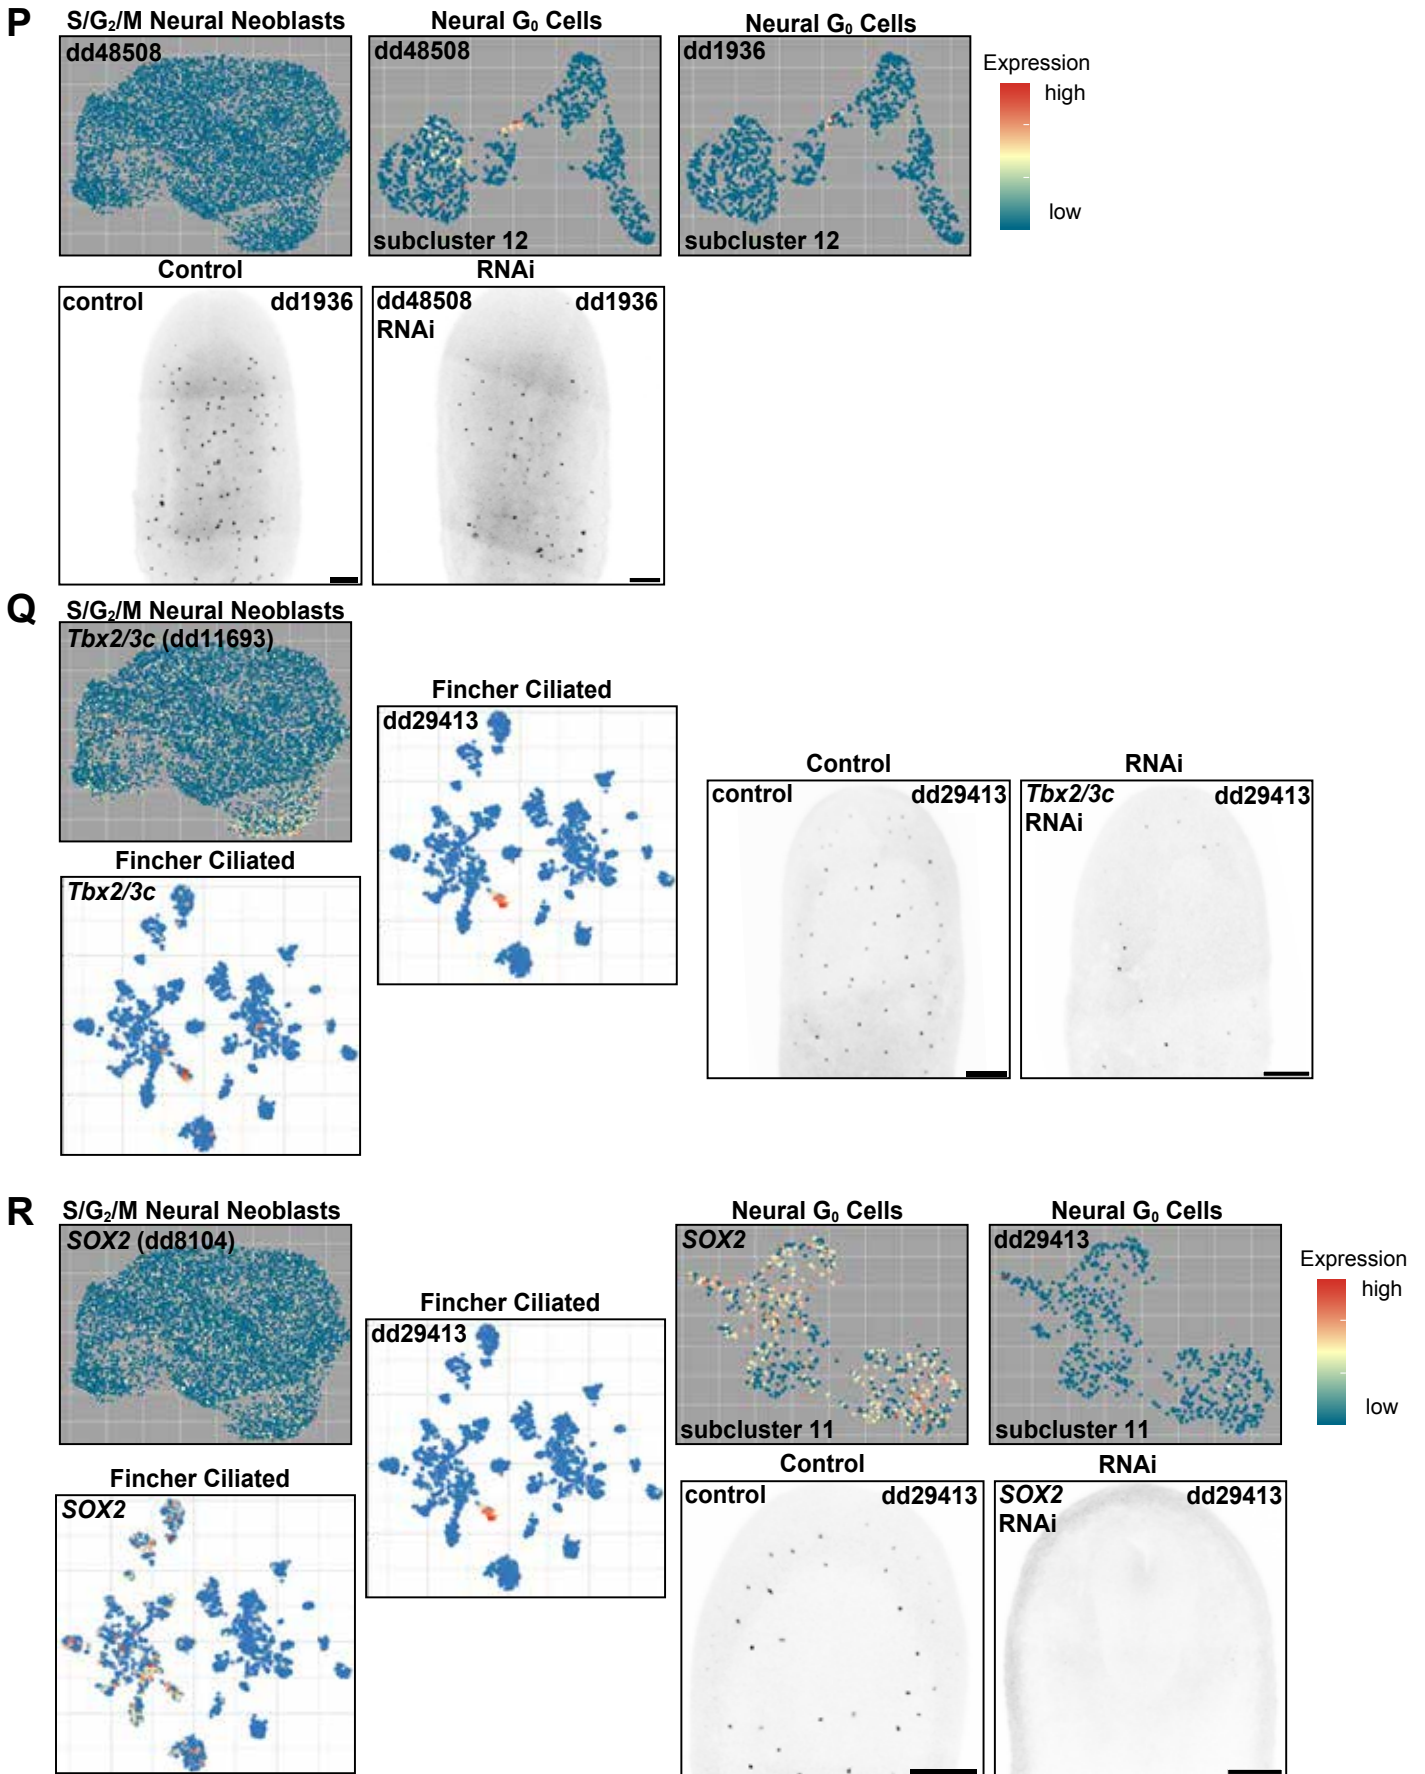 P
S/G₂/M Neural Neoblasts
Neural G₀ Cells
Neural G₀ Cells
dd48508
dd48508
dd1936
subcluster 12
subcluster 12
Expression
high
low
Control
RNAi
control
dd1936
dd48508
RNAi
dd1936
Q
S/G₂/M Neural Neoblasts
Tbx2/3c (dd11693)
Fincher Ciliated
dd29413
Fincher Ciliated
Tbx2/3c
Control
RNAi
control
dd29413
Tbx2/3c
RNAi
dd29413
R
S/G₂/M Neural Neoblasts
SOX2 (dd8104)
Fincher Ciliated
dd29413
Fincher Ciliated
SOX2
Neural G₀ Cells
Neural G₀ Cells
SOX2
dd29413
subcluster 11
subcluster 11
Expression
high
low
Control
RNAi
control
dd29413
SOX2
RNAi
dd29413